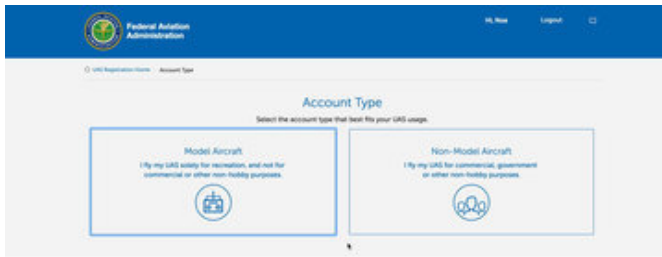 Federal Aviation
Administration
Hi, Noe
Logout
UAS Registration Home
Account Type
Account Type
Select the account type that best fits your UAS usage.
Model Aircraft
I fly my UAS solely for recreation, and not for
commercial or other non-hobby purposes.
Non-Model Aircraft
I fly my UAS for commercial, government
or other non-hobby purposes.